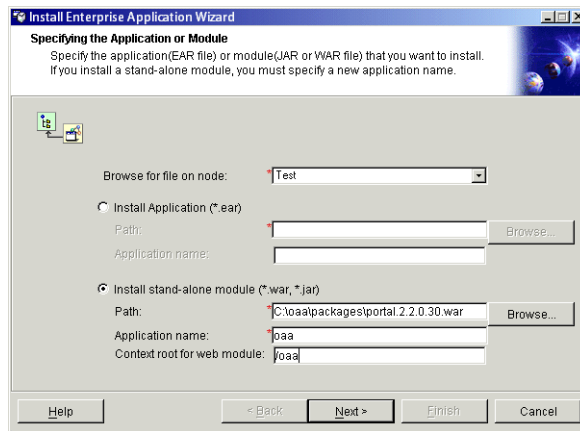 Install Enterprise Application Wizard
Specifying the Application or Module
Specify the application(EAR file) or module(JAR or WAR file) that you want to install.
If you install a stand-alone module, you must specify a new application name.
Browse for file on node: *Test
Install Application (*.ear)
Path: * Browse...
Application name:
Install stand-alone module (*.war, *.jar)
Path: *C:\oaa\packages\portal.2.2.0.30.war Browse...
Application name: *oaa
Context root for web module: /oaa
Help < Back Next > Finish Cancel